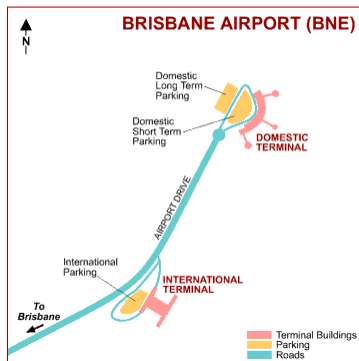 BRISBANE AIRPORT (BNE)
N
Domestic
Long Term
Parking
Domestic
Short Term
Parking
DOMESTIC
TERMINAL
AIRPORT DRIVE
International
Parking
INTERNATIONAL
TERMINAL
To
Brisbane
Terminal Buildings
Parking
Roads